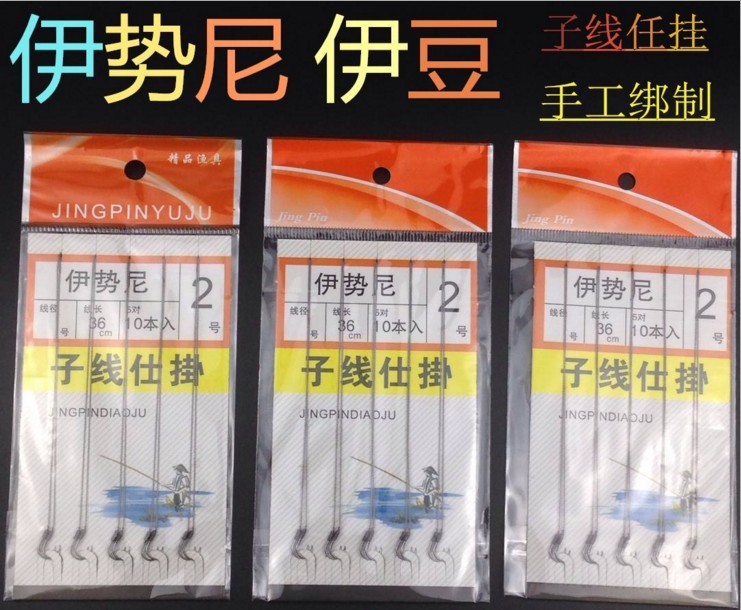 伊势尼 伊豆
子线任挂
手工绑制
精品渔具
JINGPINYUJU
伊势尼
2
号
线径
号
线长
36
cm
5对
10本入
子线仕掛
JINGPINDIAOJU
Jing Pin
伊势尼
2
号
线径
号
线长
36
cm
5对
10本入
子线仕掛
JINGPINDIAOJU
Jing Pin
伊势尼
2
号
线径
号
线长
36
cm
5对
10本入
子线仕掛
JINGPINDIAOJU